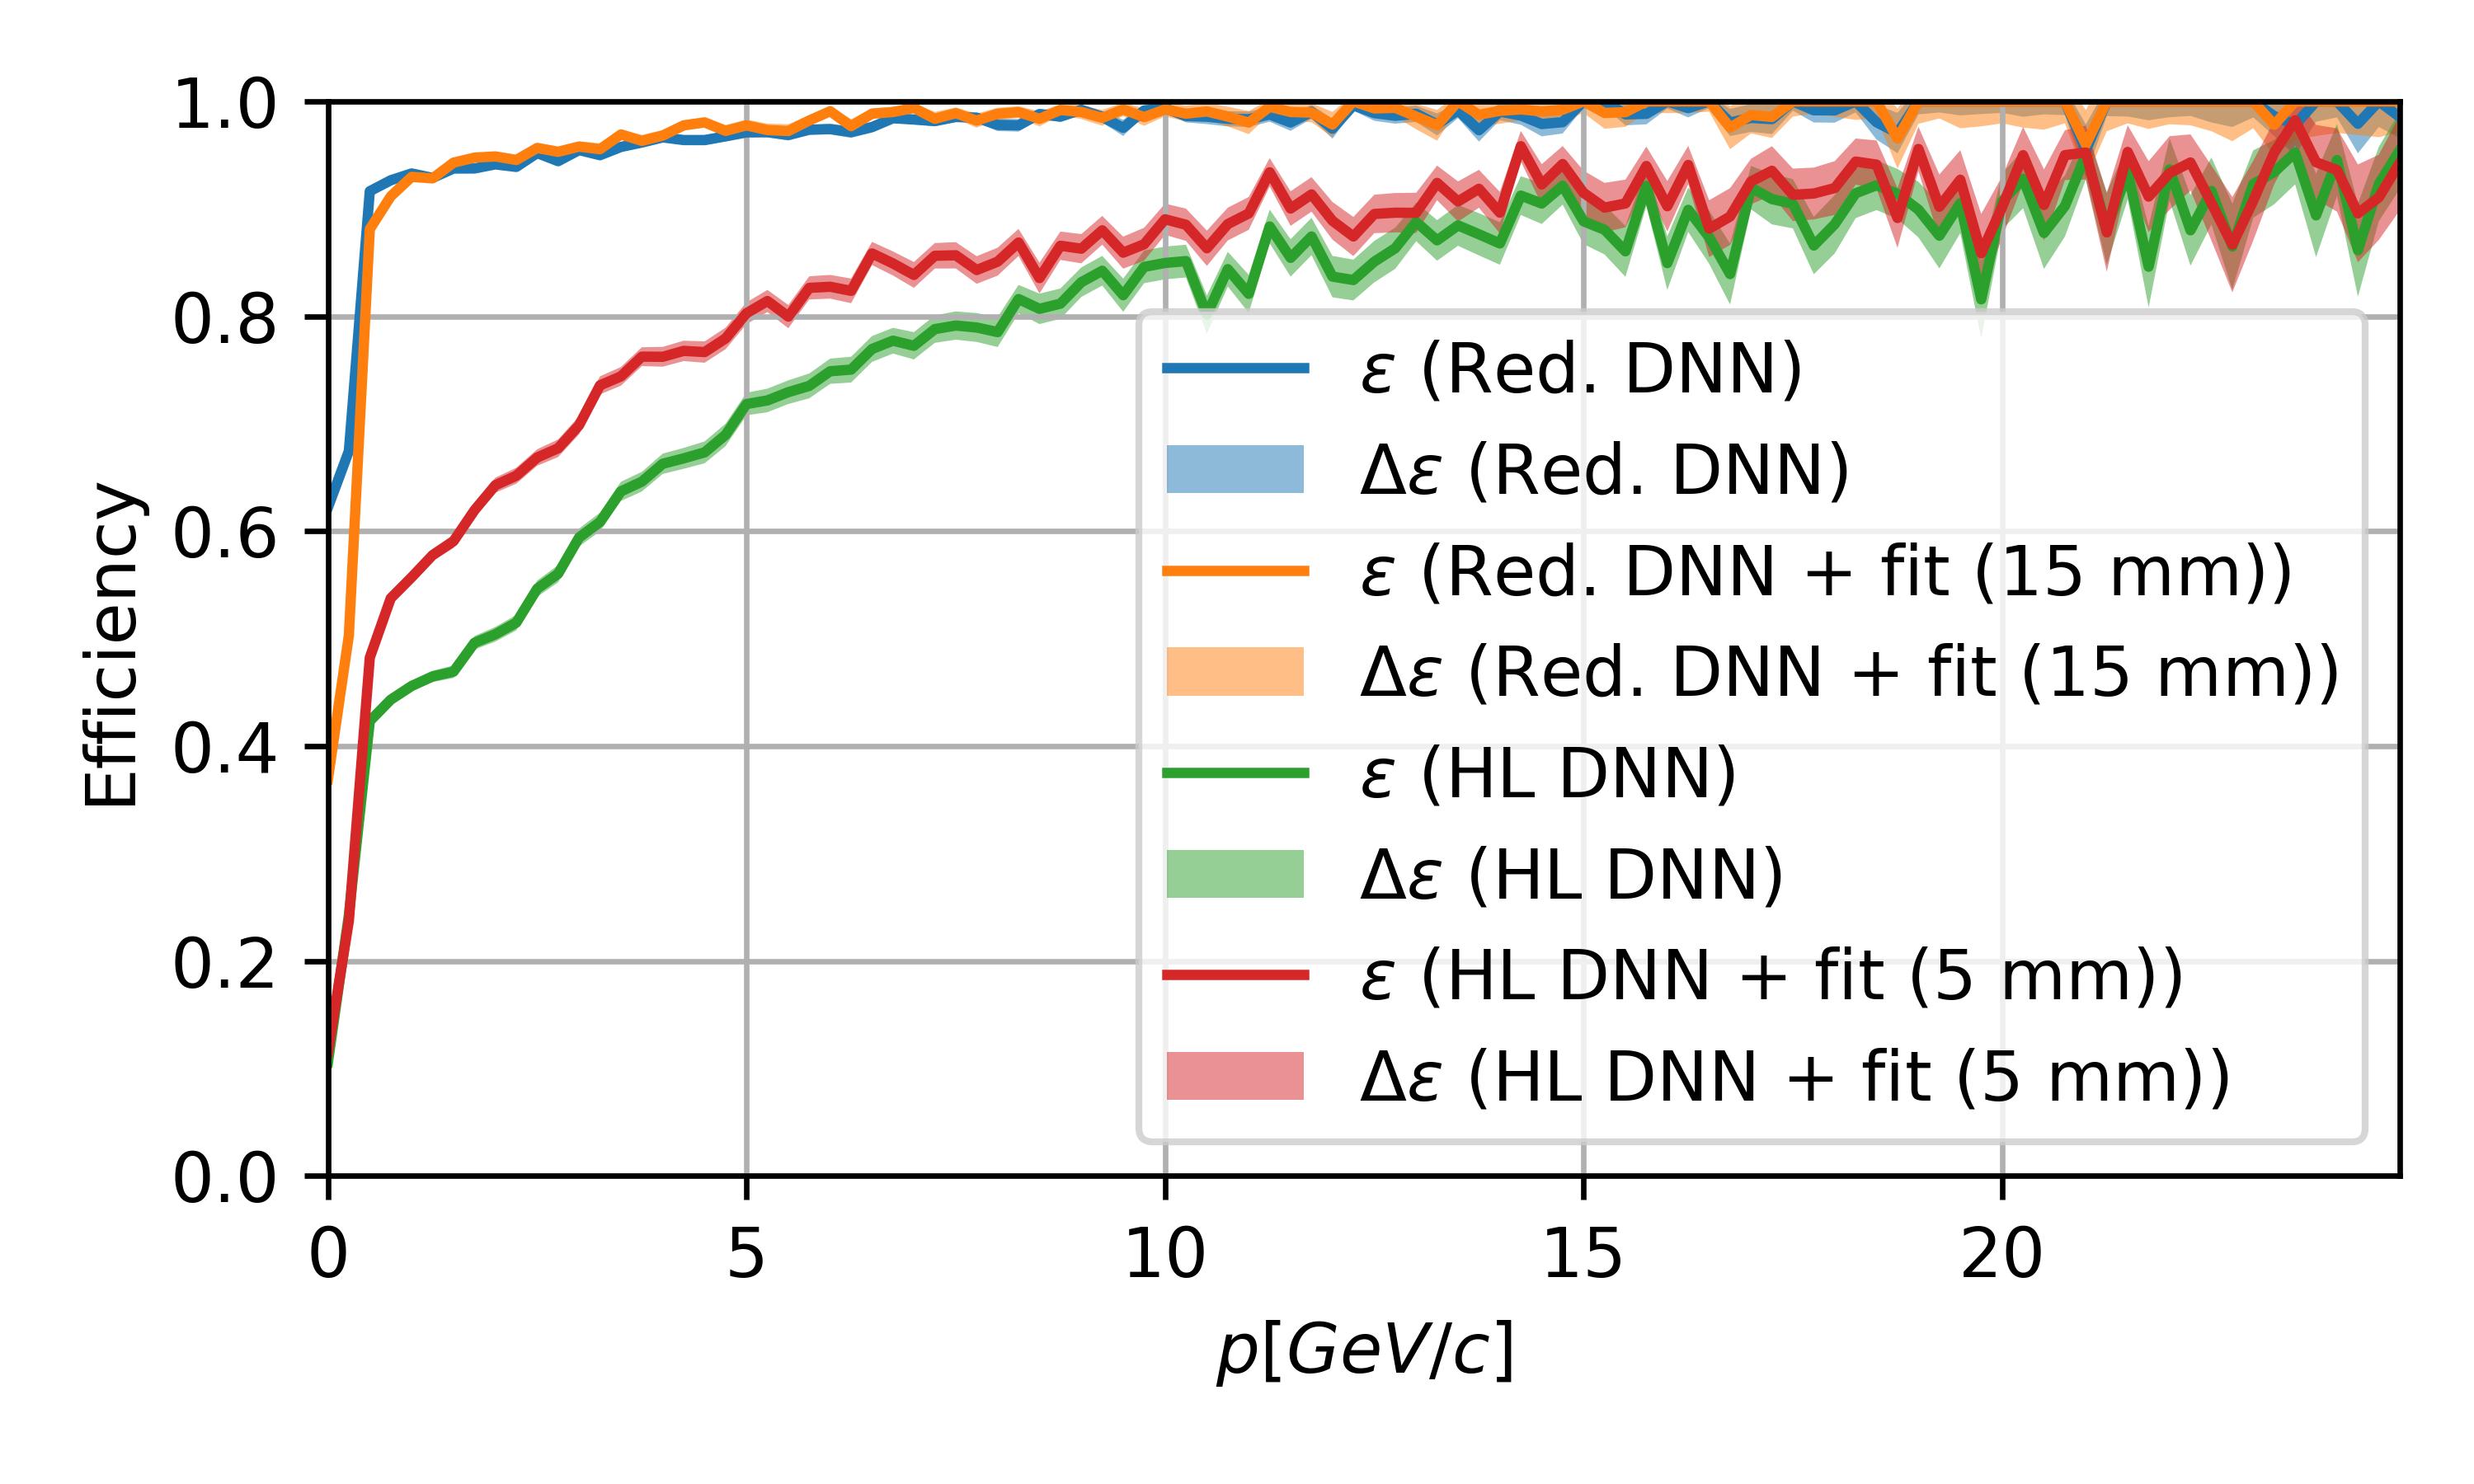 1.0
0.8
0.6
0.4
0.2
0.0
Efficiency
ε (Red. DNN)
Δε (Red. DNN)
ε (Red. DNN + fit (15 mm))
Δε (Red. DNN + fit (15 mm))
ε (HL DNN)
Δε (HL DNN)
ε (HL DNN + fit (5 mm))
Δε (HL DNN + fit (5 mm))
0 5 10 15 20
p[GeV/c]